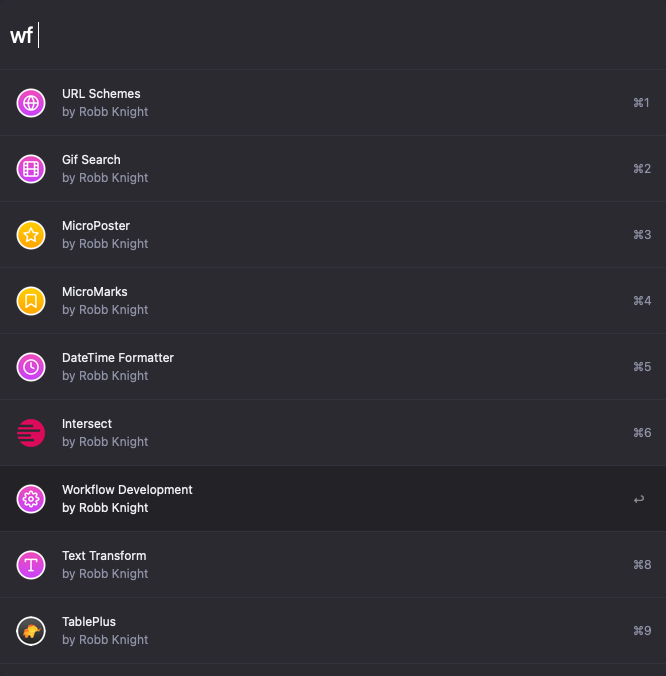 wf
URL Schemes
by Robb Knight
⌘1
Gif Search
by Robb Knight
⌘2
MicroPoster
by Robb Knight
⌘3
MicroMarks
by Robb Knight
⌘4
DateTime Formatter
by Robb Knight
⌘5
Intersect
by Robb Knight
⌘6
Workflow Development
by Robb Knight
↩
Text Transform
by Robb Knight
⌘8
TablePlus
by Robb Knight
⌘9